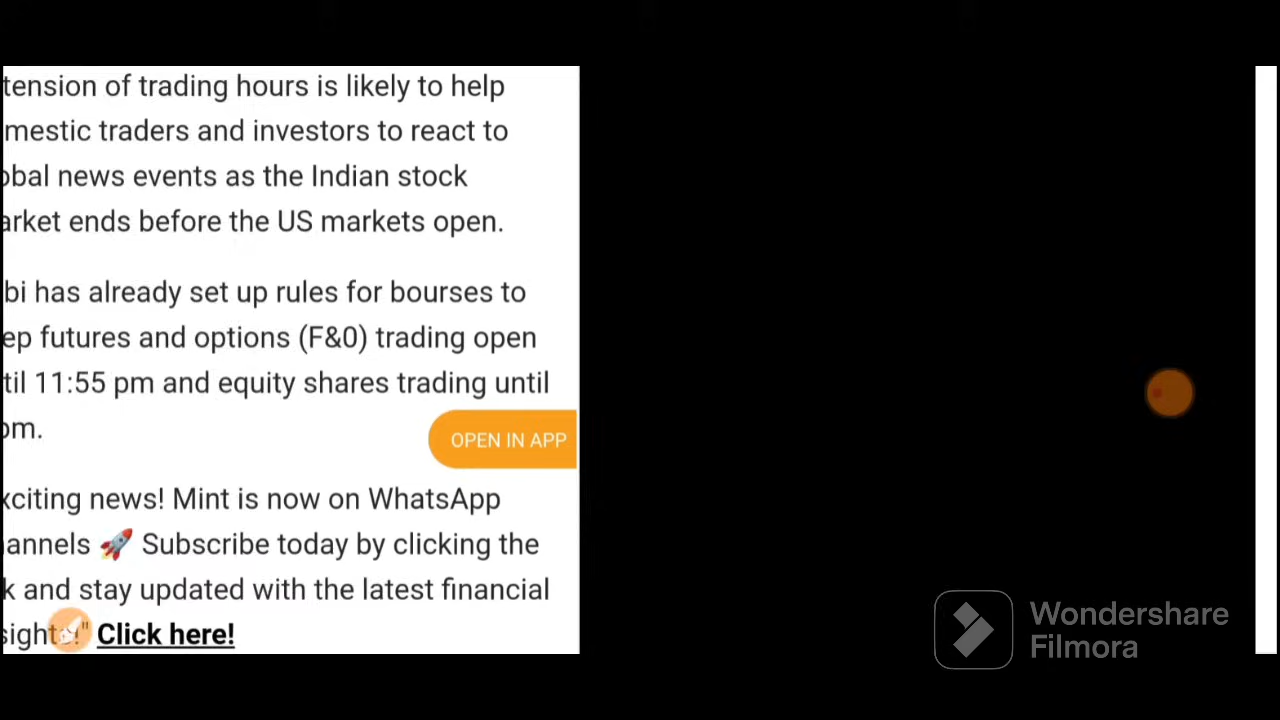 tension of trading hours is likely to help
mestic traders and investors to react to
obal news events as the Indian stock
arket ends before the US markets open.
bi has already set up rules for bourses to
ep futures and options (F&0) trading open
til 11:55 pm and equity shares trading until
pm.
OPEN IN APP
xciting news! Mint is now on WhatsApp
annels 🚀 Subscribe today by clicking the
k and stay updated with the latest financial
sights!" Click here!
Wondershare
Filmora